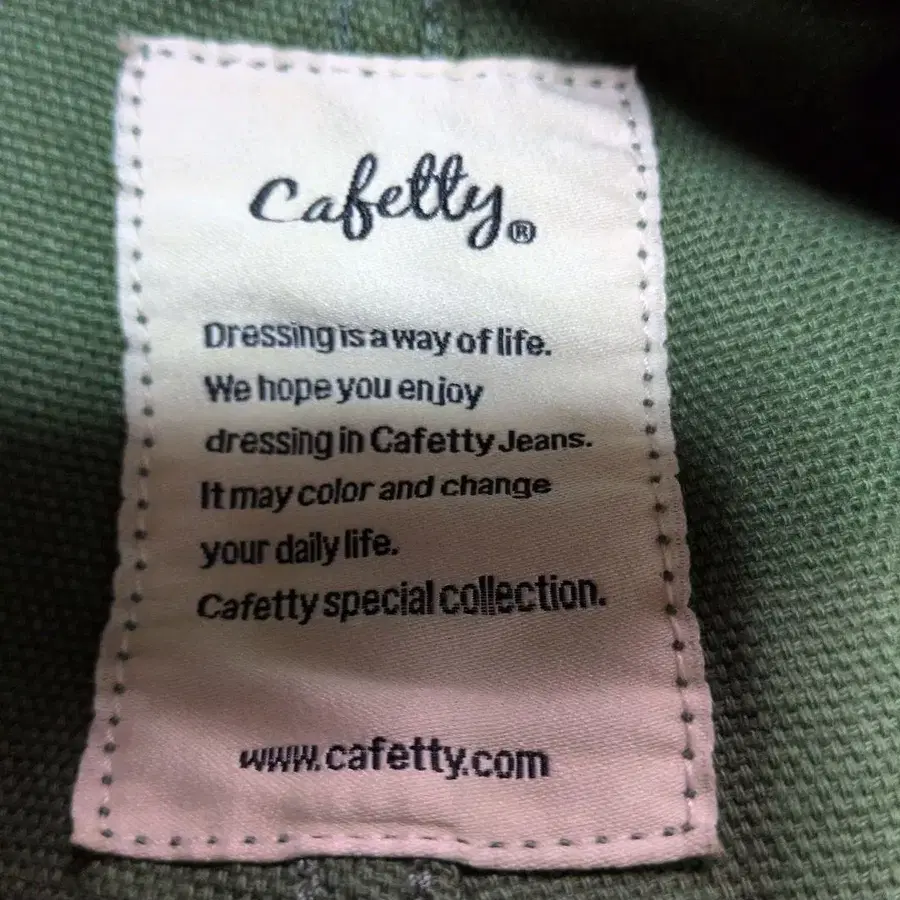 Cafetty®
Dressing is a way of life.
We hope you enjoy
dressing in Cafetty Jeans.
It may color and change
your daily life.
Cafetty special collection.
www.cafetty.com